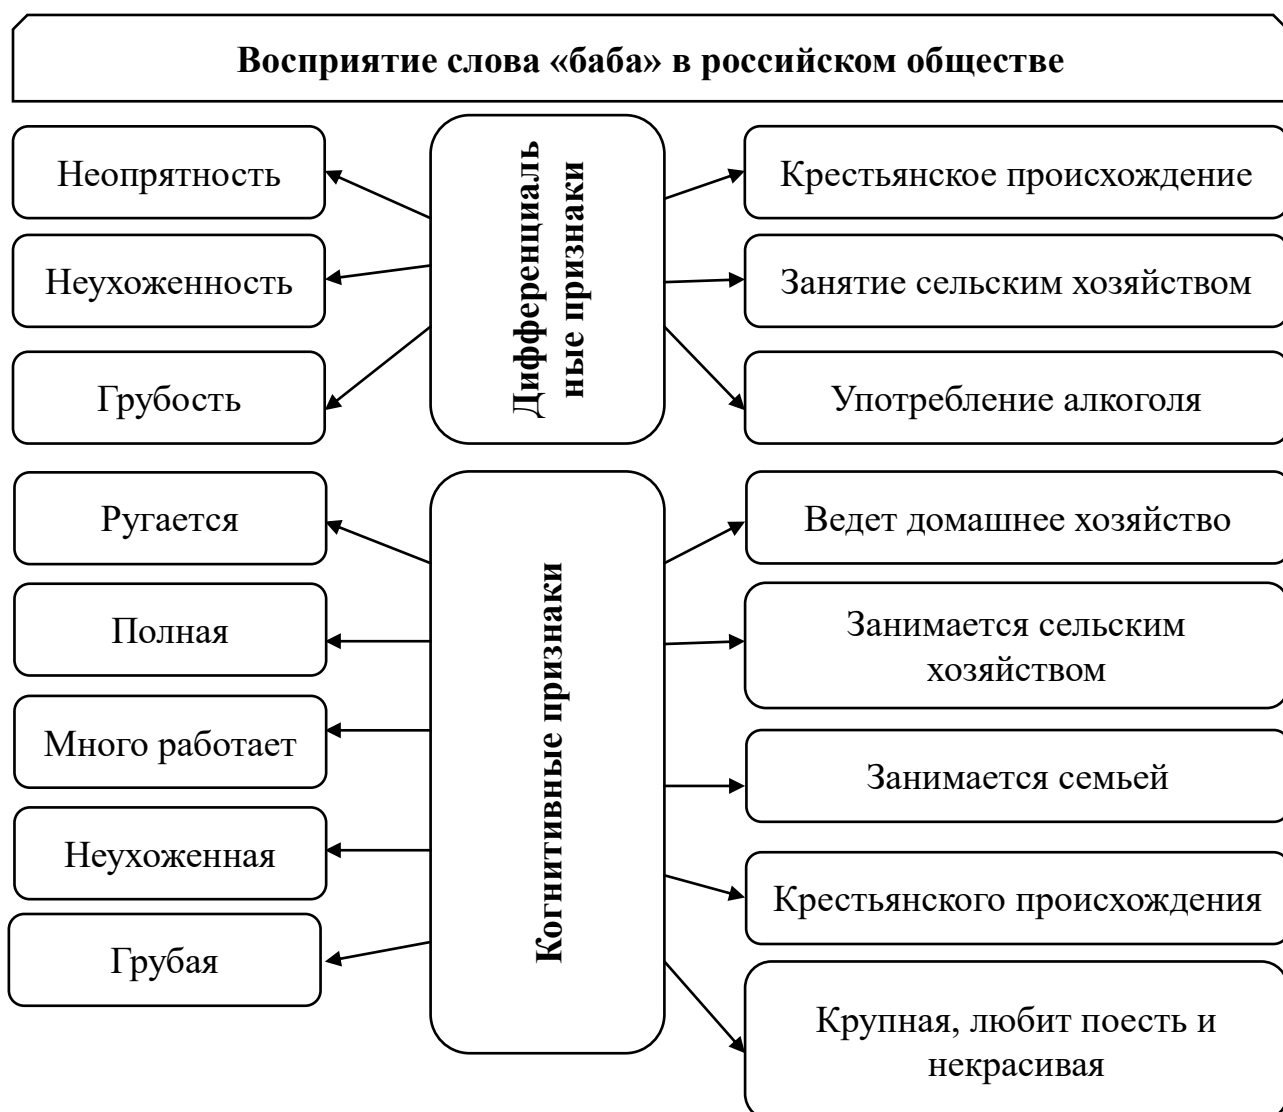 Восприятие слова «баба» в российском обществе
Неопрятность
Неухоженность
Грубость
Дифференциаль
ные признаки
Крестьянское происхождение
Занятие сельским хозяйством
Употребление алкоголя
Ругается
Полная
Много работает
Неухоженная
Грубая
Когнитивные признаки
Ведет домашнее хозяйство
Занимается сельским
хозяйством
Занимается семьей
Крестьянского происхождения
Крупная, любит поесть и
некрасивая